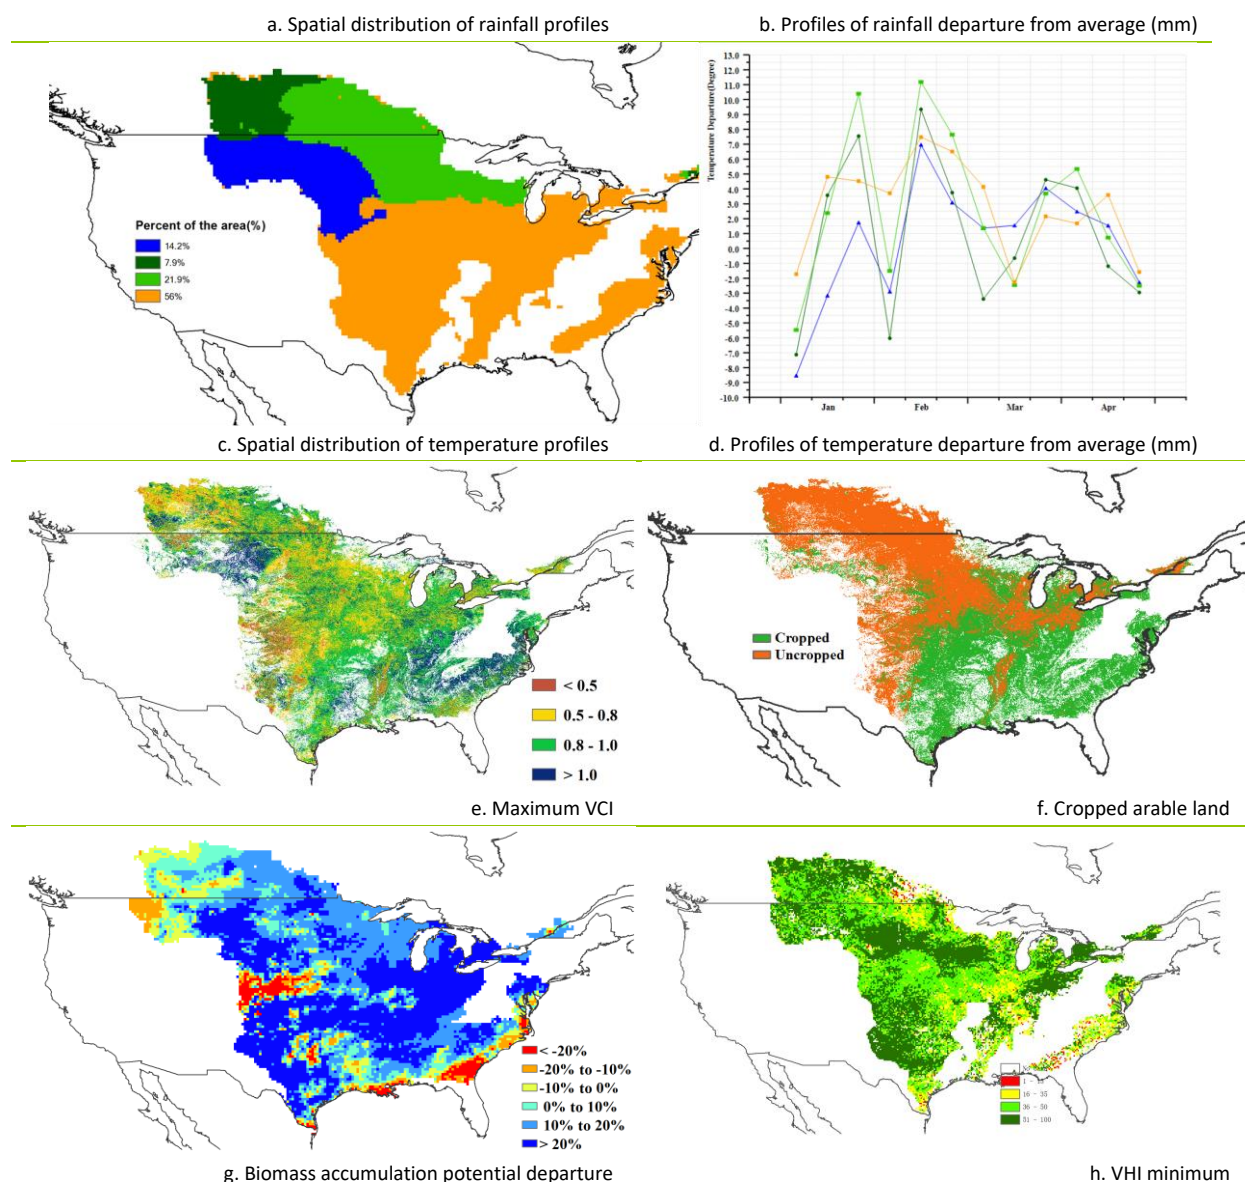 a. Spatial distribution of rainfall profiles
b. Profiles of rainfall departure from average (mm)
Percent of the area(%)
14.2%
7.9%
21.9%
56%
Temperature Departure(Degree)
13.0
12.0
11.0
10.0
9.0
8.0
7.0
6.0
5.0
4.0
3.0
2.0
1.0
-0.0
-1.0
-2.0
-3.0
-4.0
-5.0
-6.0
-7.0
-8.0
-9.0
-10.0
Jan
Feb
Mar
Apr
c. Spatial distribution of temperature profiles
d. Profiles of temperature departure from average (mm)
< 0.5
0.5 - 0.8
0.8 - 1.0
> 1.0
Cropped
Uncropped
e. Maximum VCI
f. Cropped arable land
< -20%
-20% to -10%
-10% to 0%
0% to 10%
10% to 20%
> 20%
16 - 35
36 - 50
51 - 100
g. Biomass accumulation potential departure
h. VHI minimum